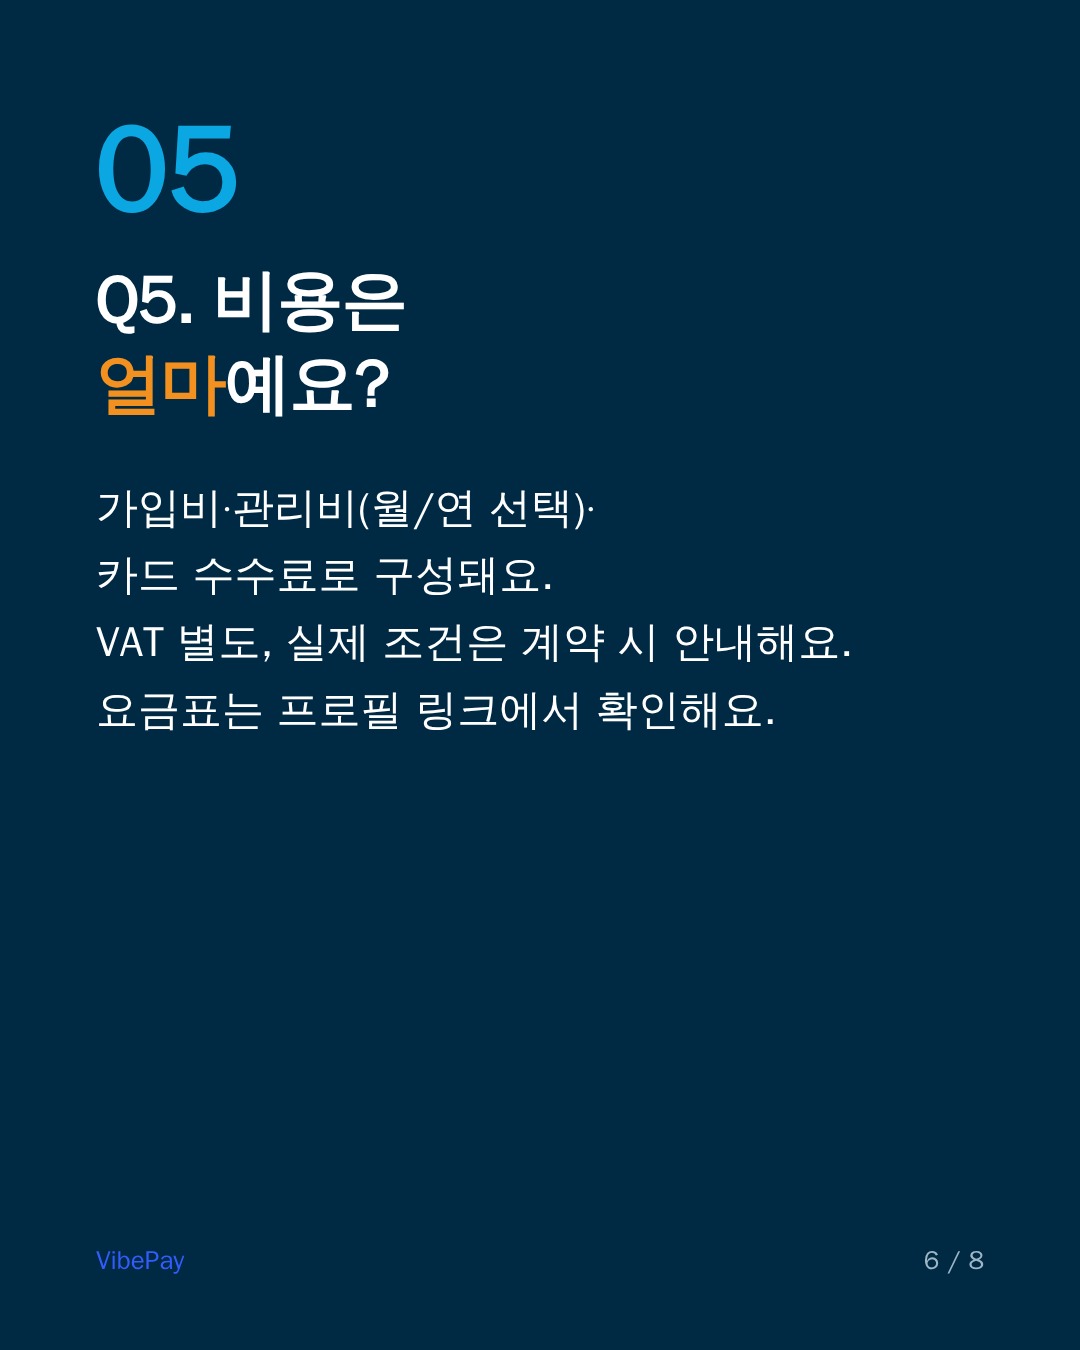 05
Q5. 비용은
얼마예요?
가입비·관리비(월/연 선택)·
카드 수수료로 구성돼요.
VAT 별도, 실제 조건은 계약 시 안내해요.
요금표는 프로필 링크에서 확인해요.
VibePay
6 / 8